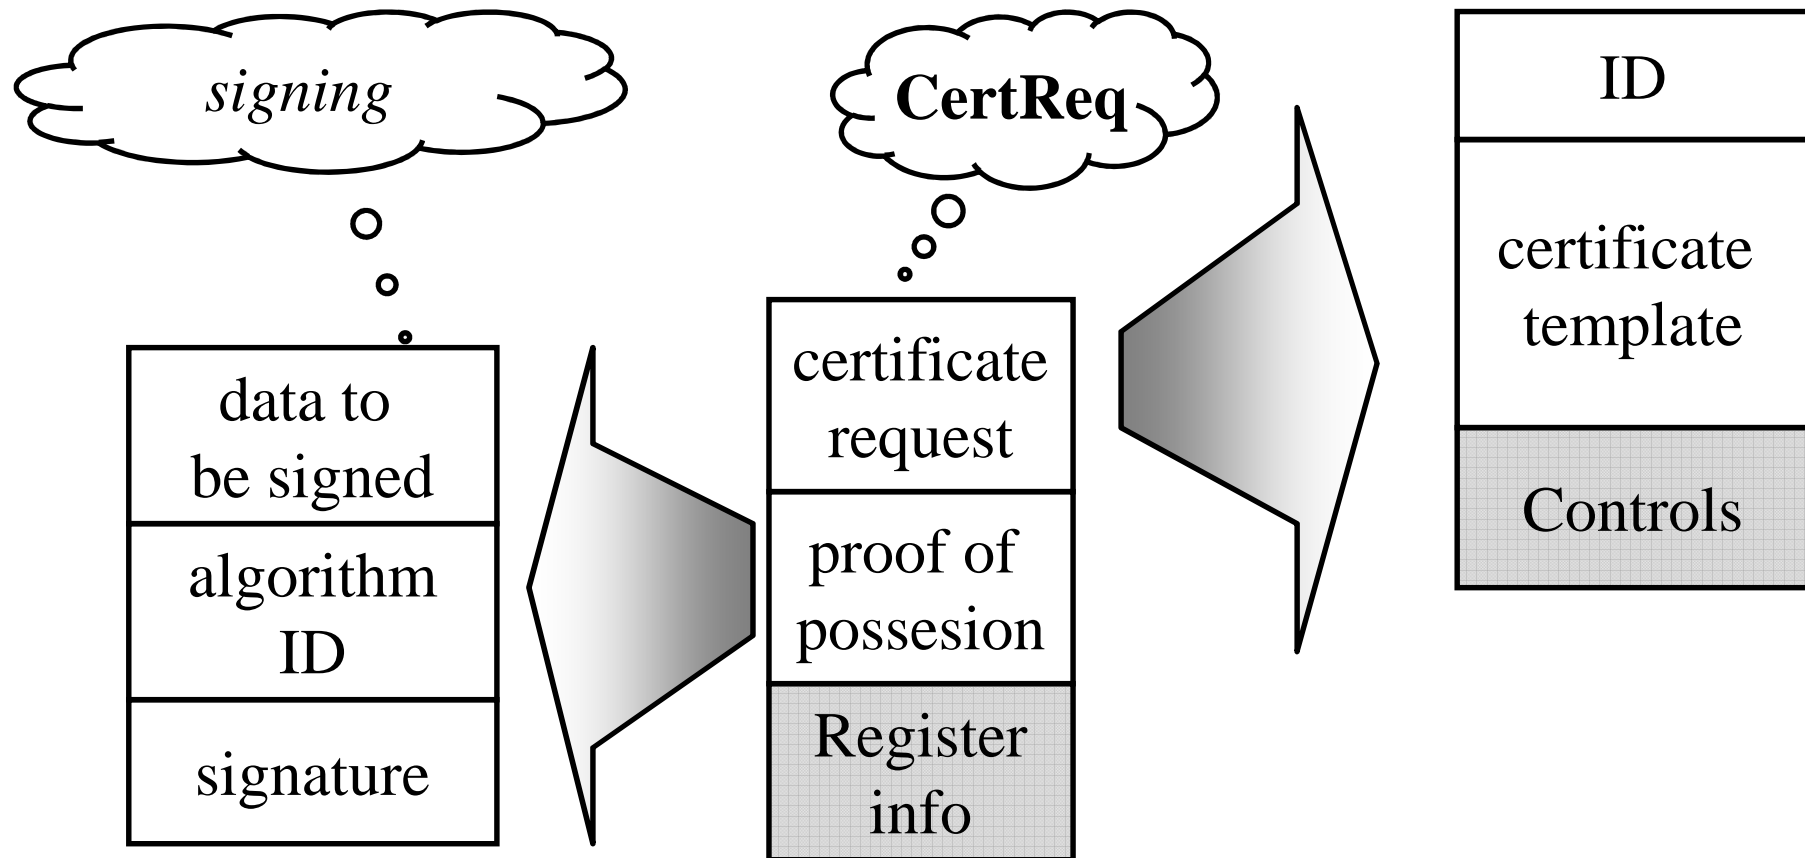 signing
CertReq
ID
certificate
template
Controls
certificate
request
proof of
possesion
Register
info
data to
be signed
algorithm
ID
signature